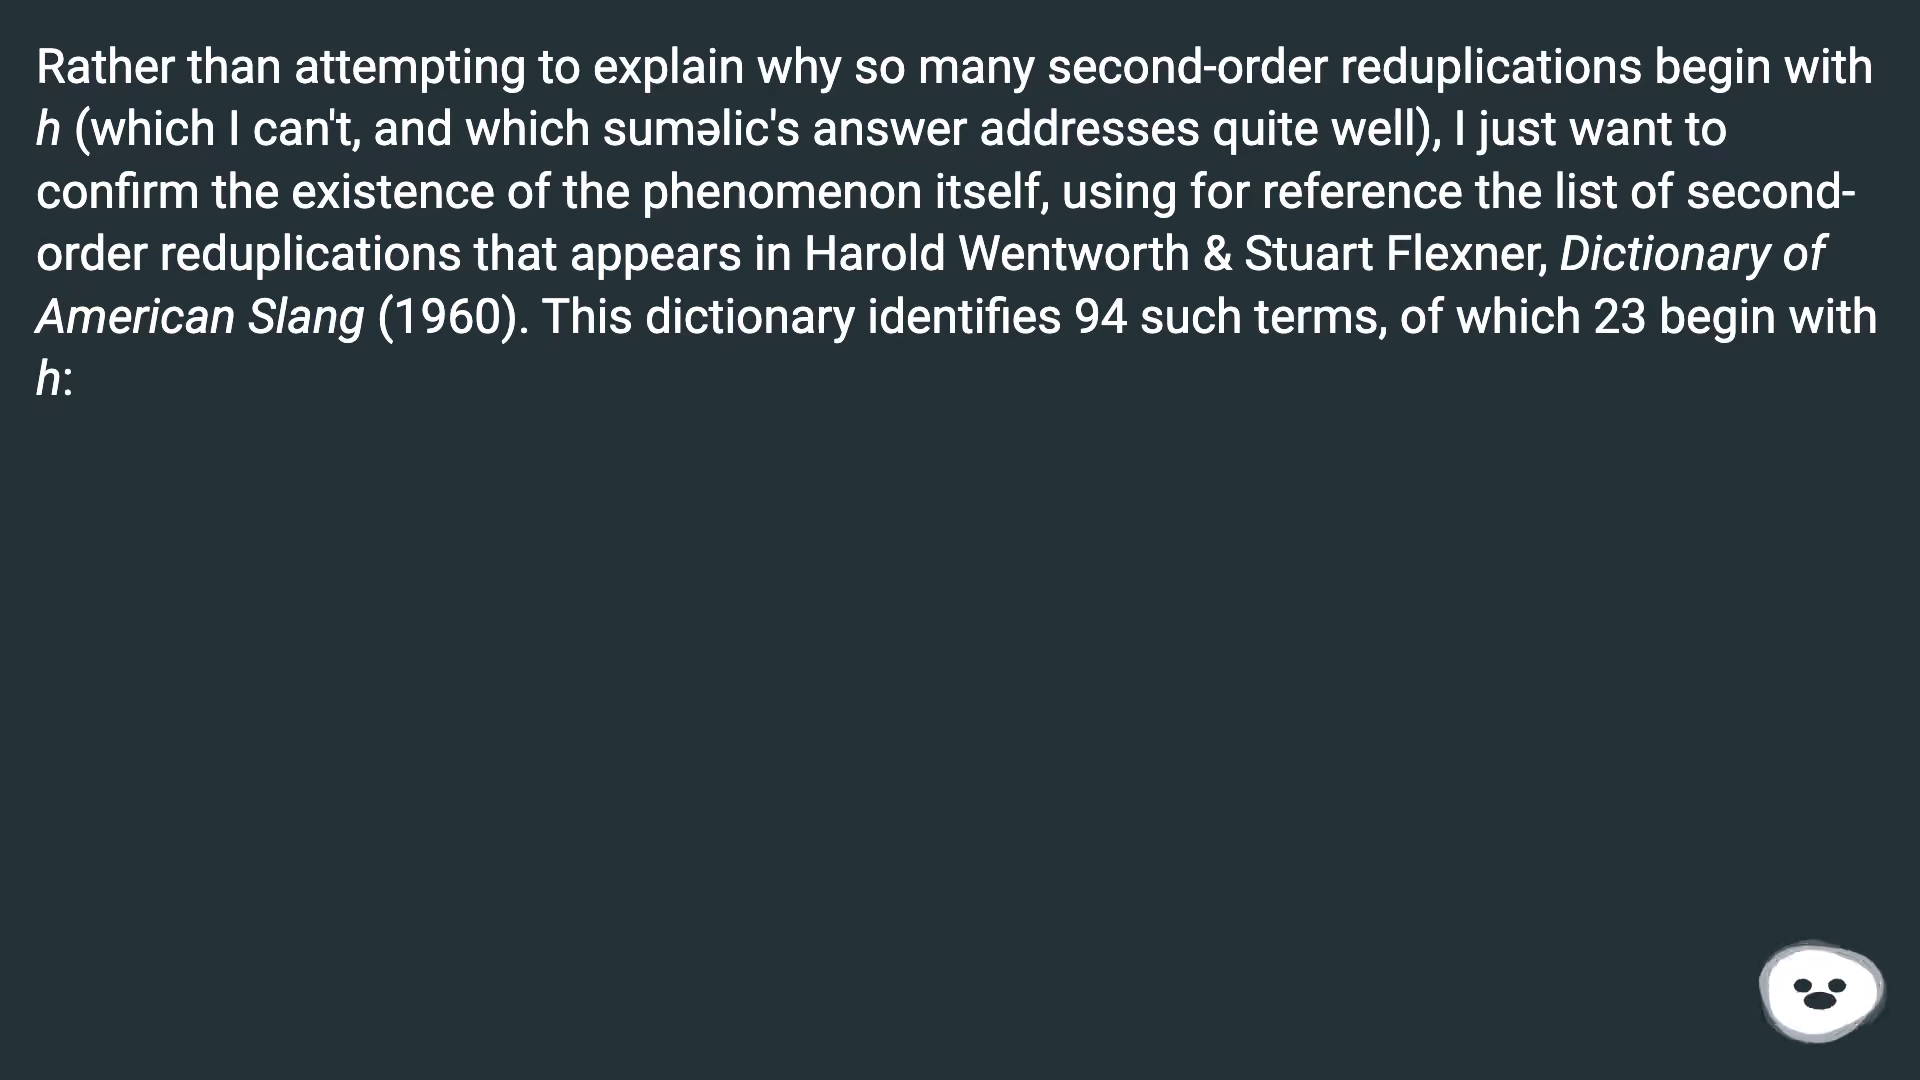 Rather than attempting to explain why so many second-order reduplications begin with
h (which I can't, and which suməlic's answer addresses quite well), I just want to
confirm the existence of the phenomenon itself, using for reference the list of second-
order reduplications that appears in Harold Wentworth & Stuart Flexner, Dictionary of
American Slang (1960). This dictionary identifies 94 such terms, of which 23 begin with
h: